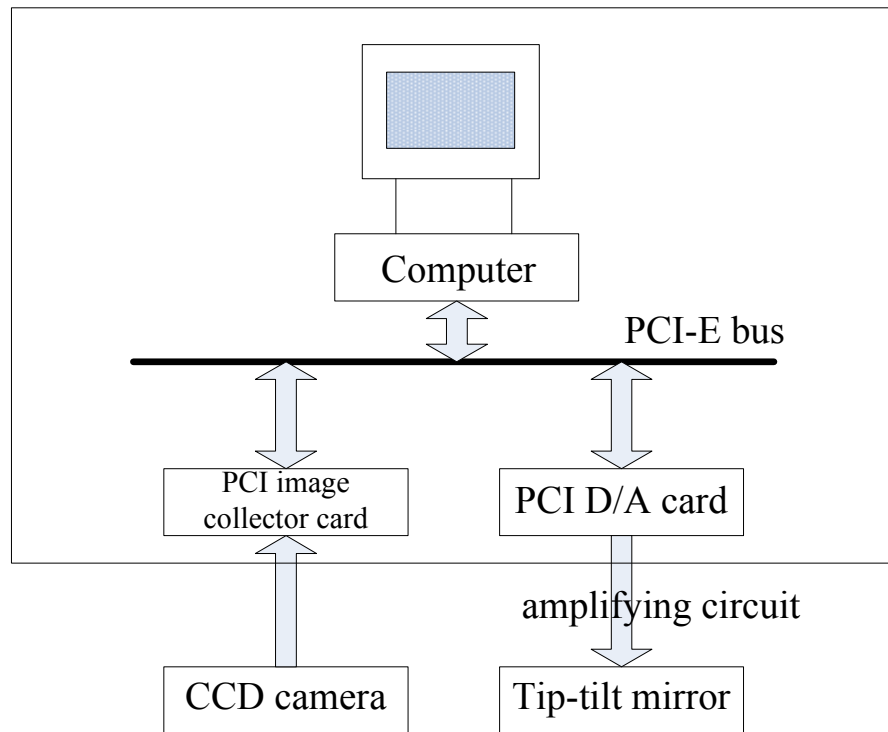 Computer
PCI-E bus
PCI image
collector card
PCI D/A card
amplifying circuit
CCD camera
Tip-tilt mirror